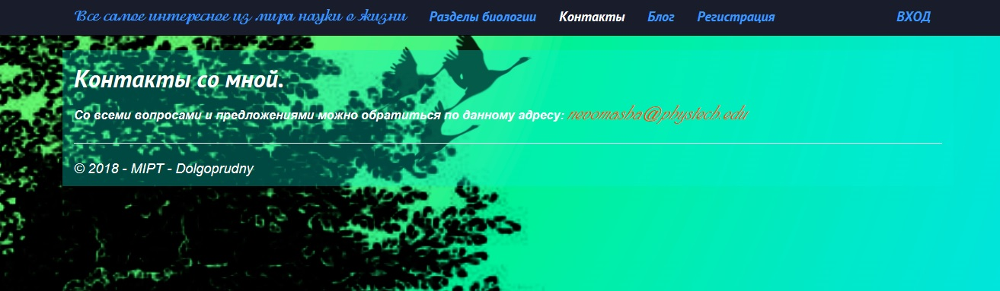 Все самое интересное из мира науки о жизни Разделы биологии Контакты Блог Регистрация ВХОД
Контакты со мной.
Со всеми вопросами и предложениями можно обратиться по данному адресу: nevomasha@phystech.edu
© 2018 - MIPT - Dolgoprudny